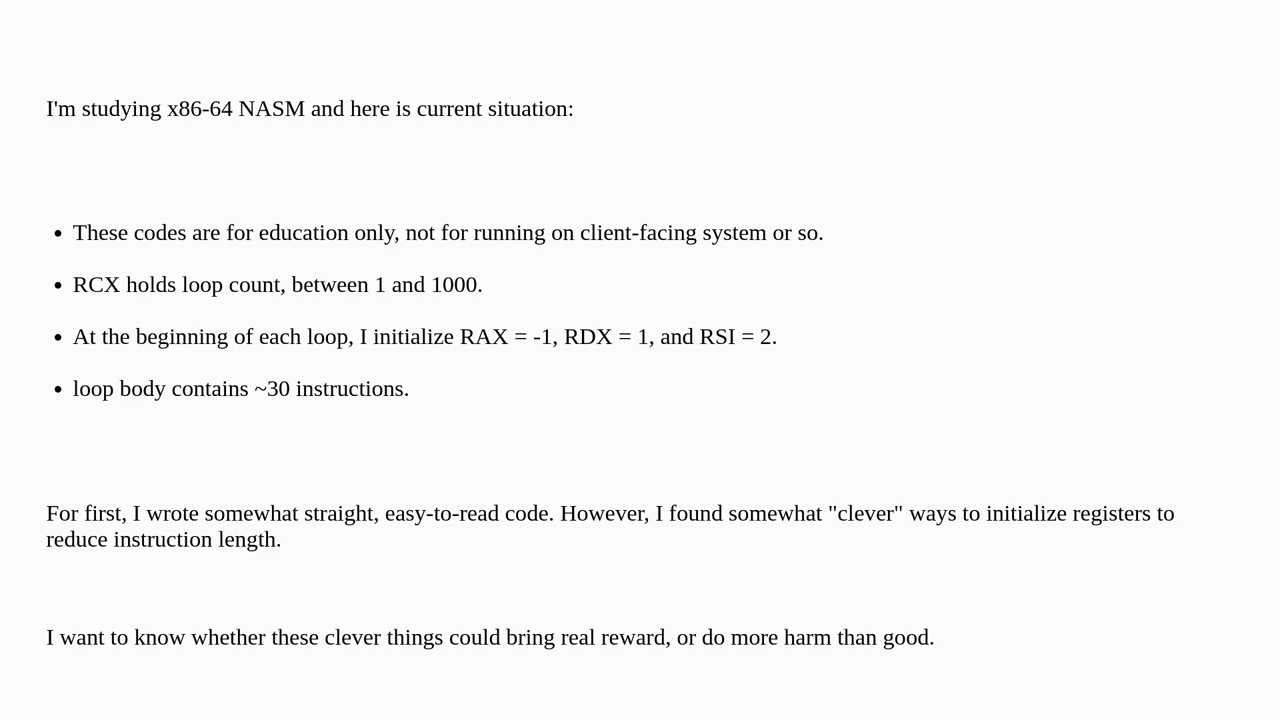 I'm studying x86-64 NASM and here is current situation:
• These codes are for education only, not for running on client-facing system or so.
• RCX holds loop count, between 1 and 1000.
• At the beginning of each loop, I initialize RAX = -1, RDX = 1, and RSI = 2.
• loop body contains ~30 instructions.
For first, I wrote somewhat straight, easy-to-read code. However, I found somewhat "clever" ways to initialize registers to
reduce instruction length.
I want to know whether these clever things could bring real reward, or do more harm than good.